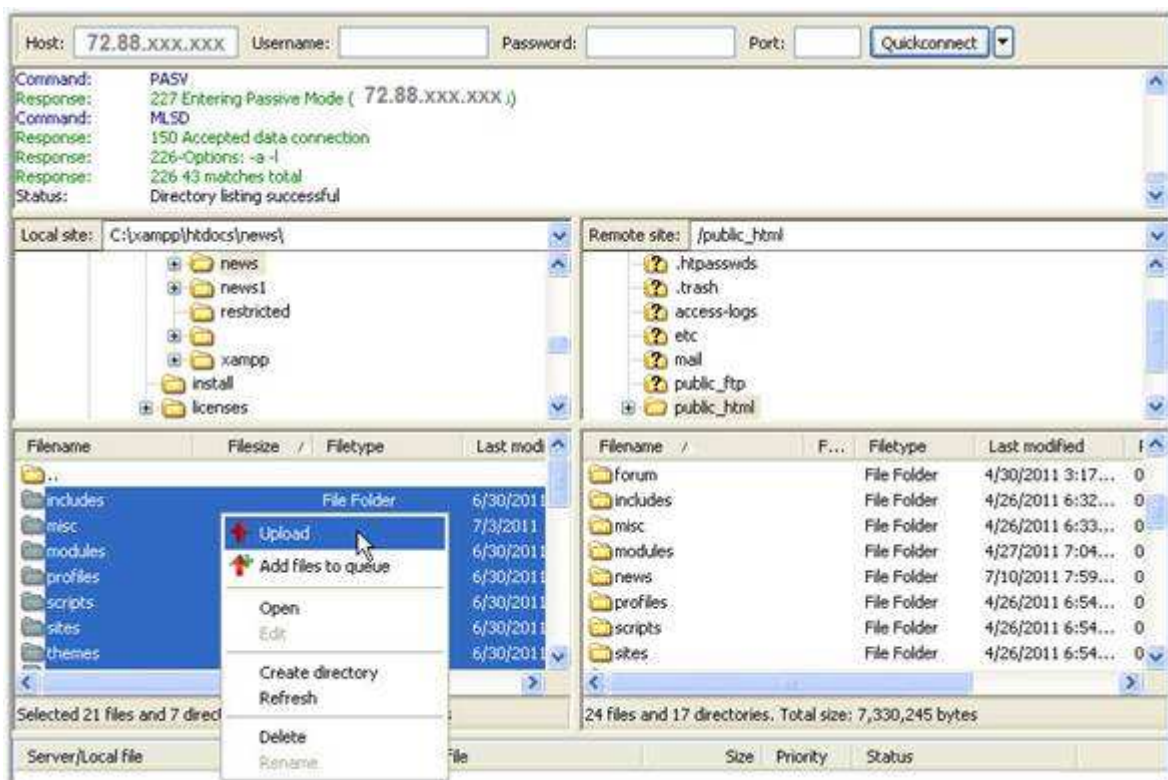 Host: 72.88.xxx.xxx Username: Password: Port: Quickconnect
Command: PASV
Response: 227 Entering Passive Mode ( 72.88.xxx.xxx ,)
Command: MLSD
Response: 150 Accepted data connection
Response: 226-Options: -a -l
Response: 226 43 matches total
Status: Directory listing successful
Local site: C:\xampp\htdocs\news\
news
news1
restricted
xampp
install
licenses
Remote site: /public_html
.htpasswds
.trash
access-logs
etc
mail
public_ftp
public_html
Filename Filesize / Filetype Last modi
..
includes File Folder 6/30/2011
misc 7/3/2011
modules 6/30/2011
profiles 6/30/2011
scripts 6/30/2011
sites 6/30/2011
themes 6/30/2011
Selected 21 files and 7 direct
Upload
Add files to queue
Open
Edit
Create directory
Refresh
Delete
Rename
Filename / F... Filetype Last modified
forum File Folder 4/30/2011 3:17... 0
includes File Folder 4/26/2011 6:32... 0
misc File Folder 4/26/2011 6:33... 0
modules File Folder 4/27/2011 7:04... 0
news File Folder 7/10/2011 7:59... 0
profiles File Folder 4/26/2011 6:54... 0
scripts File Folder 4/26/2011 6:54... 0
sites File Folder 4/26/2011 6:54... 0
24 files and 17 directories. Total size: 7,330,245 bytes
Server/Local file file Size Priority Status